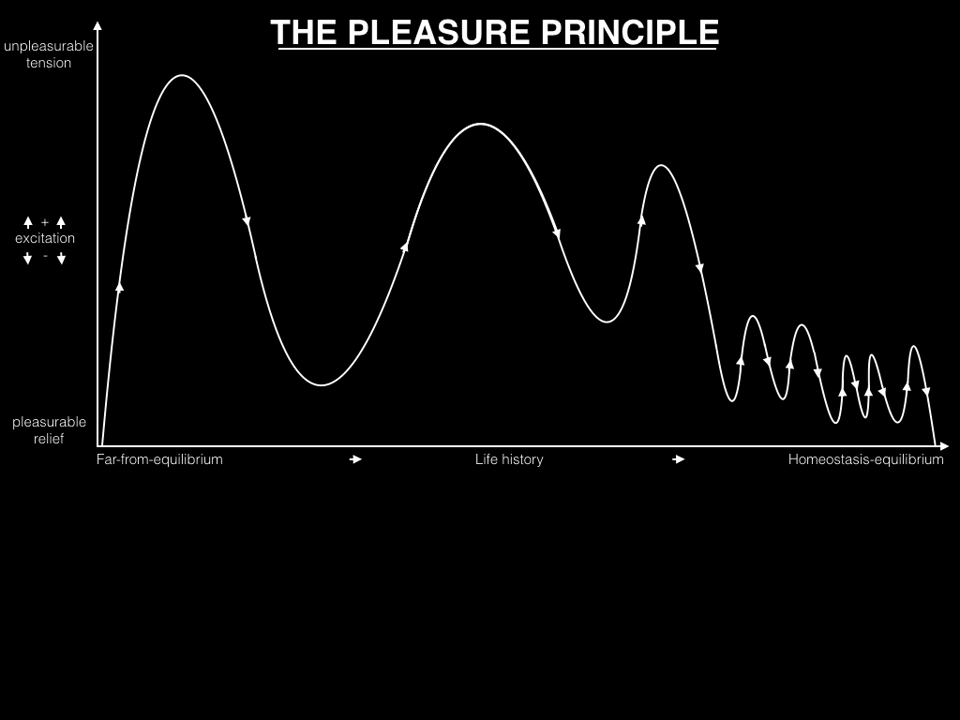 THE PLEASURE PRINCIPLE
unpleasurable
tension
+
excitation
-
pleasurable
relief
Far-from-equilibrium
Life history
Homeostasis-equilibrium